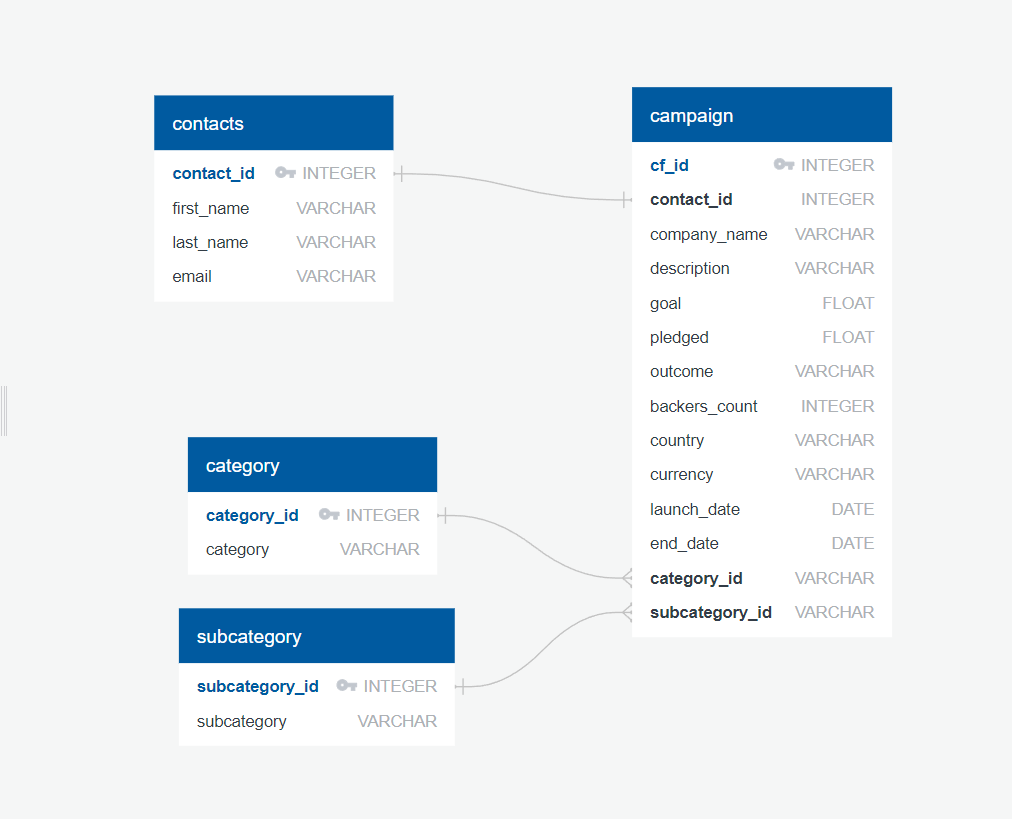 contacts
contact_id INTEGER
first_name VARCHAR
last_name VARCHAR
email VARCHAR
campaign
cf_id INTEGER
contact_id INTEGER
company_name VARCHAR
description VARCHAR
goal FLOAT
pledged FLOAT
outcome VARCHAR
backers_count INTEGER
country VARCHAR
currency VARCHAR
launch_date DATE
end_date DATE
category_id VARCHAR
subcategory_id VARCHAR
category
category_id INTEGER
category VARCHAR
subcategory
subcategory_id INTEGER
subcategory VARCHAR